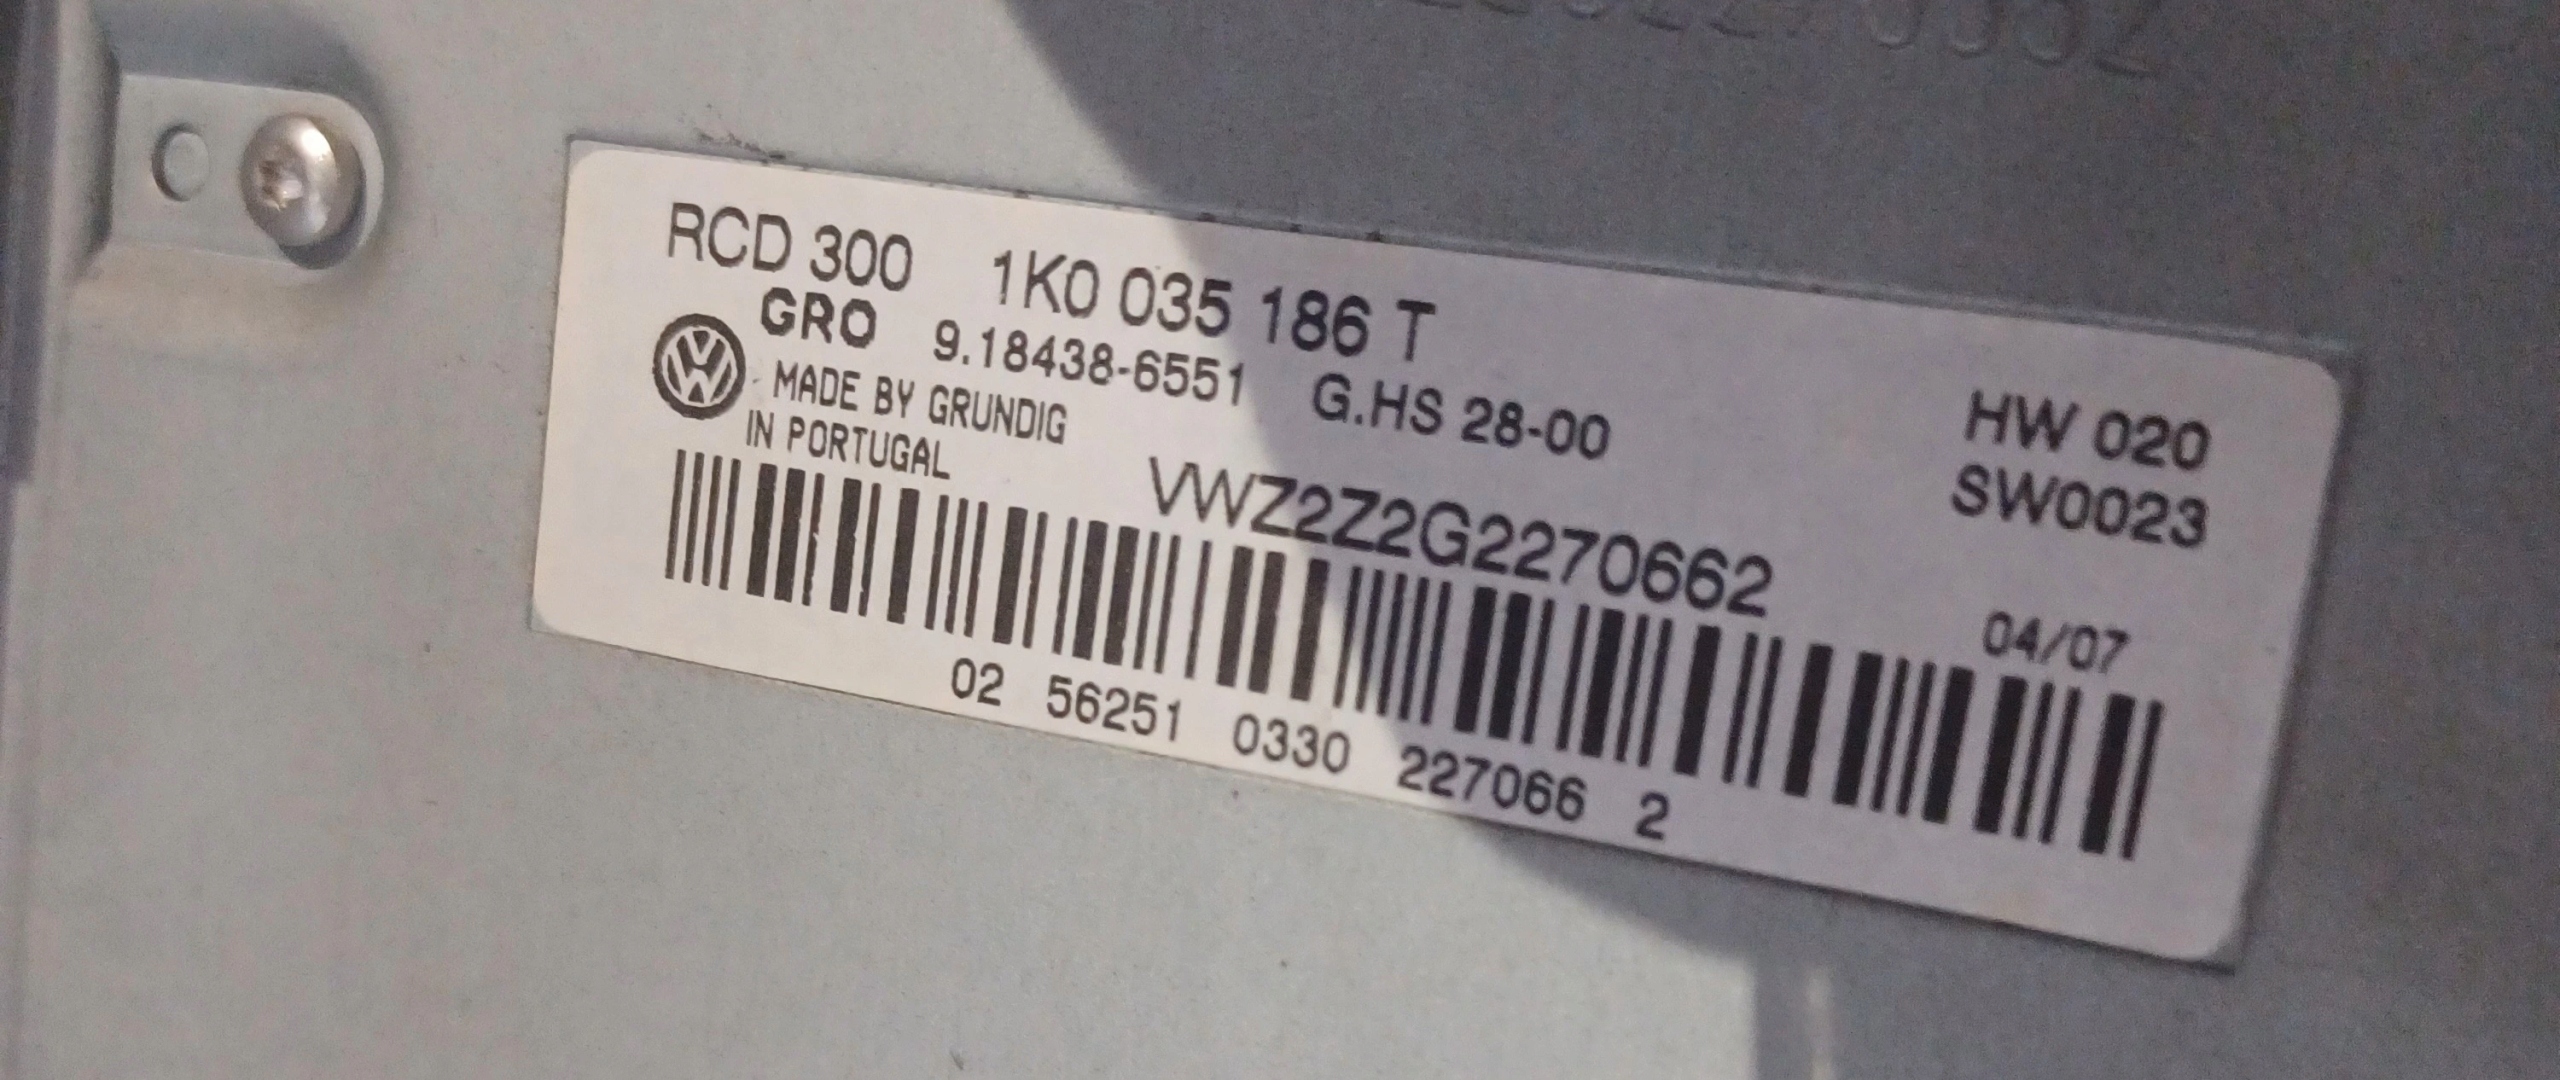 RCD 300 1K0 035 186 T
GRO 9.18438-6551 G.HS 28-00 HW 020
MADE BY GRUNDIG SW0023
IN PORTUGAL VWZ2Z2G2270662
04/07
02 56251 0330 227066 2